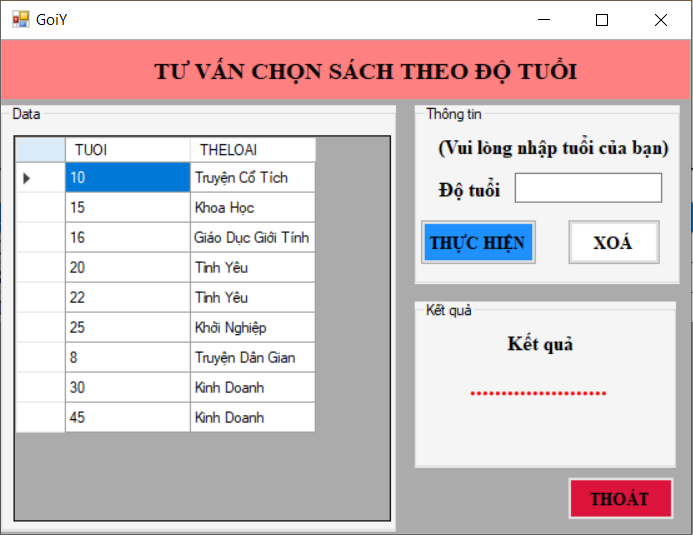 GoiY
TƯ VẤN CHỌN SÁCH THEO ĐỘ TUỔI
Data
TUOI THELOAI
10 Truyện Cổ Tích
15 Khoa Học
16 Giáo Dục Giới Tính
20 Tình Yêu
22 Tình Yêu
25 Khởi Nghiệp
8 Truyện Dân Gian
30 Kinh Doanh
45 Kinh Doanh
Thông tin
(Vui lòng nhập tuổi của bạn)
Độ tuổi
THỰC HIỆN XOÁ
Kết quả
Kết quả
......................
THOÁT